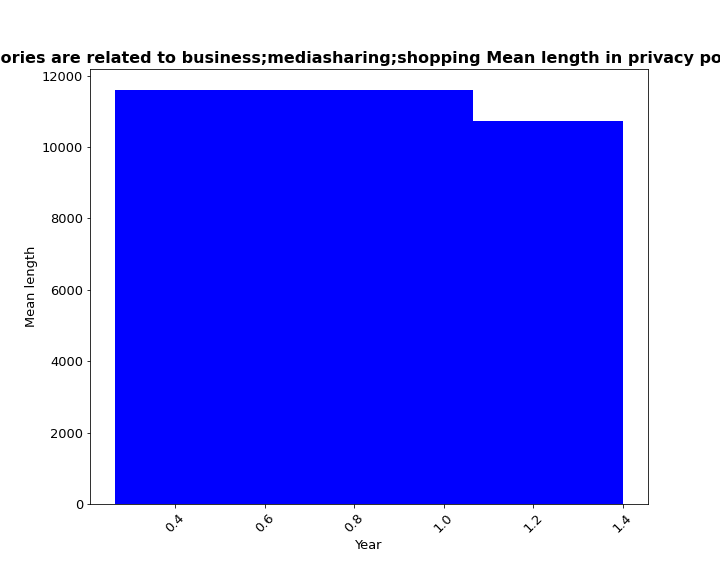 ories are related to business;mediasharing;shopping Mean length in privacy po
12000
10000
8000
6000
4000
2000
0
Mean length
0.4 0.6 0.8 1.0 1.2 1.4
Year